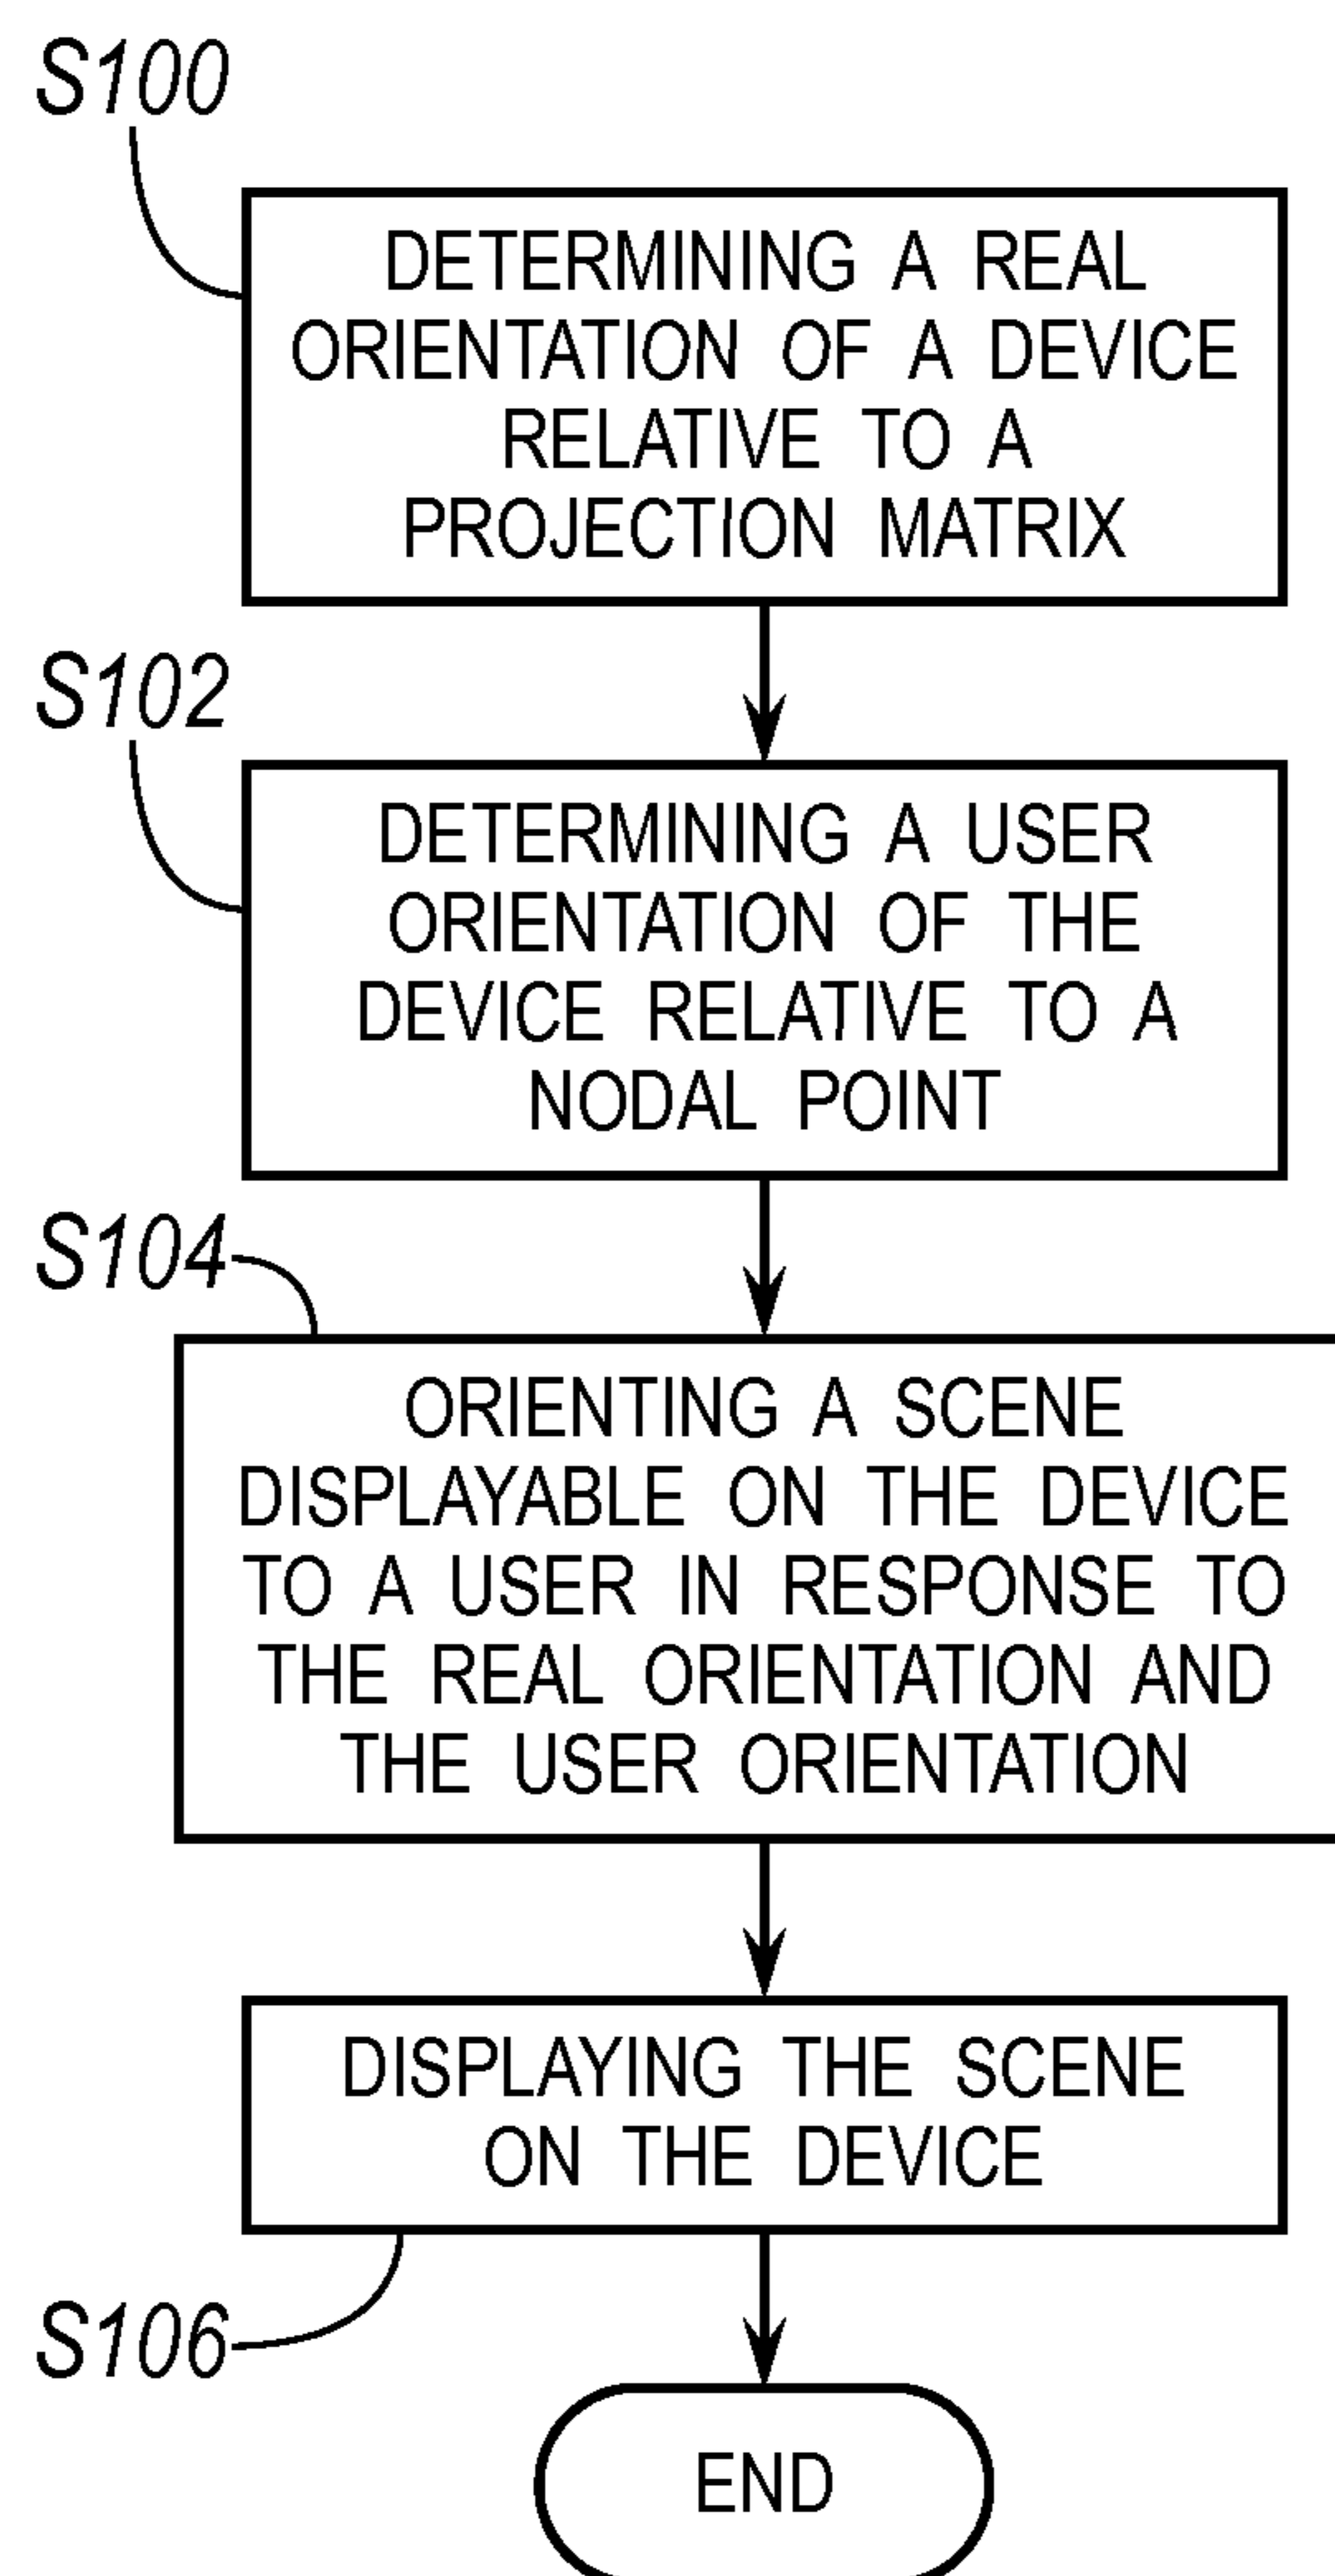 S100
DETERMINING A REAL
ORIENTATION OF A DEVICE
RELATIVE TO A
PROJECTION MATRIX
S102
DETERMINING A USER
ORIENTATION OF THE
DEVICE RELATIVE TO A
NODAL POINT
S104
ORIENTING A SCENE
DISPLAYABLE ON THE DEVICE
TO A USER IN RESPONSE TO
THE REAL ORIENTATION AND
THE USER ORIENTATION
DISPLAYING THE SCENE
ON THE DEVICE
S106
END